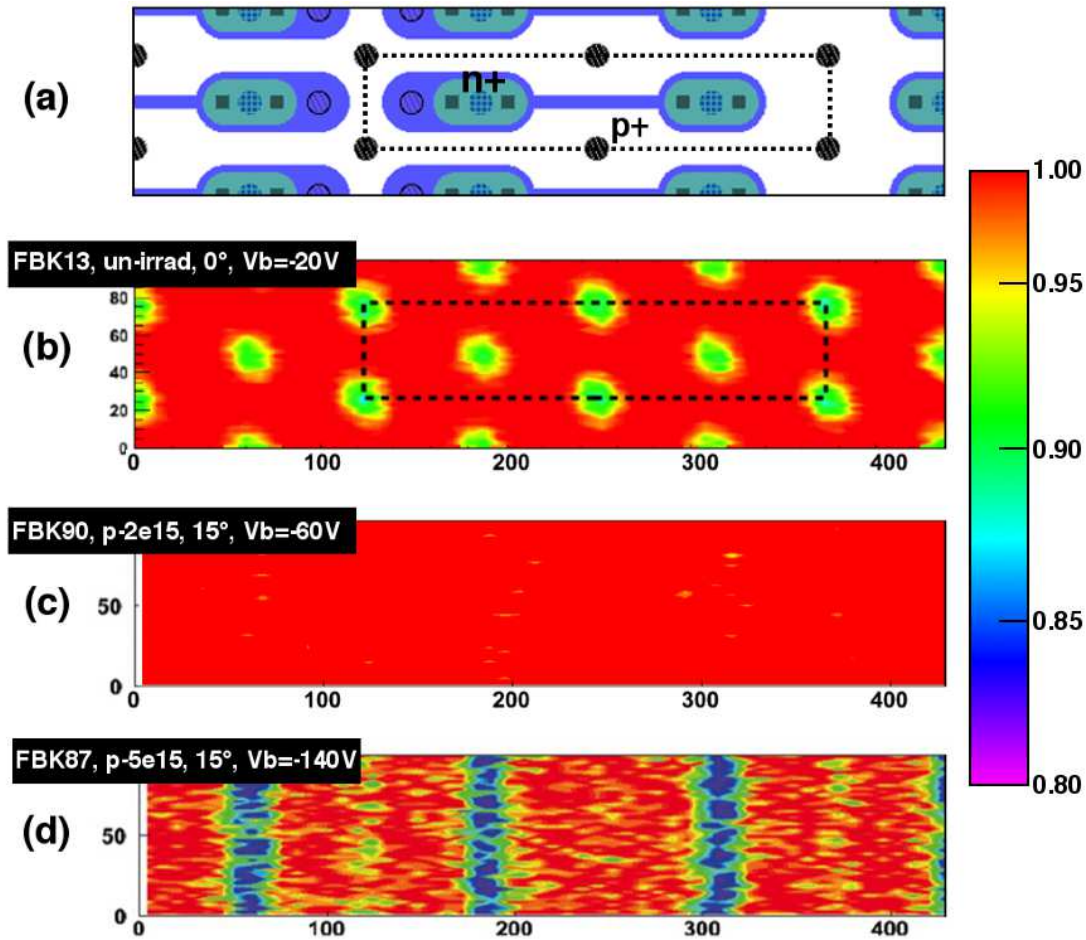 (a)
n+
p+
FBK13, un-irrad, 0°, Vb=-20V
(b)
80
60
40
20
0
0 100 200 300 400
FBK90, p-2e15, 15°, Vb=-60V
(c)
50
0
0 100 200 300 400
FBK87, p-5e15, 15°, Vb=-140V
(d)
50
0
0 100 200 300 400
1.00
0.95
0.90
0.85
0.80